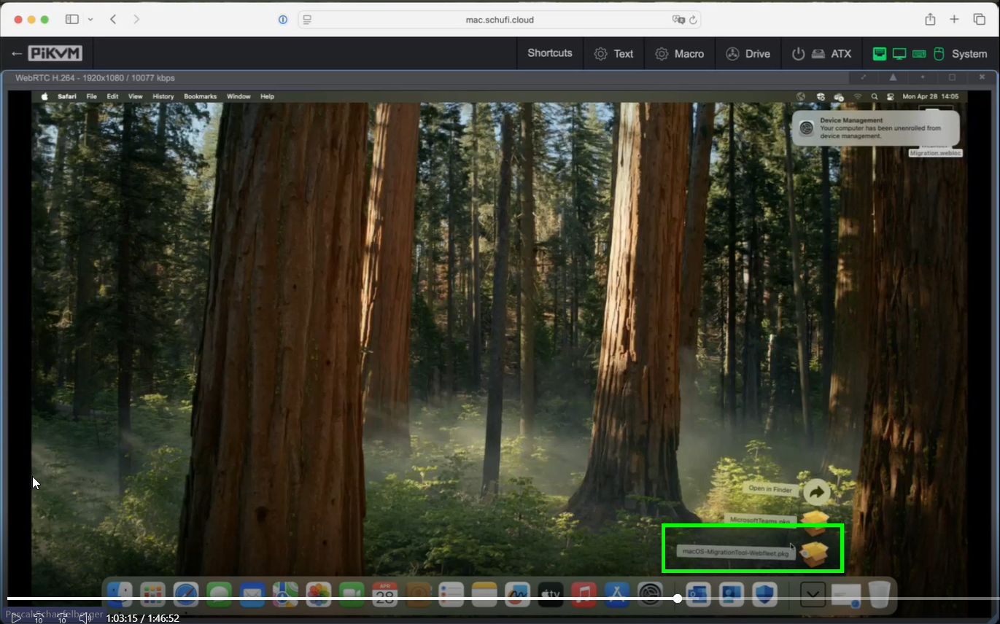 mac.schufi.cloud
PiKVM
Shortcuts
Text
Macro
Drive
ATX
System
WebRTC H.264 - 1920x1080 / 10077 kbps
Safari File Edit View History Bookmarks Window Help
Mon Apr 28 14:05
Device Management
Your computer has been unenrolled from
device management.
Migration.webloc
Open in Finder
MicrosoftTeams.pkg
macOS-MigrationTool-Webfleet.pkg
APR
28
tv
Pascal Scharfelberger
10
10
1:03:15 / 1:46:52